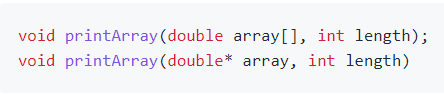 void printArray(double array[], int length);
void printArray(double* array, int length)